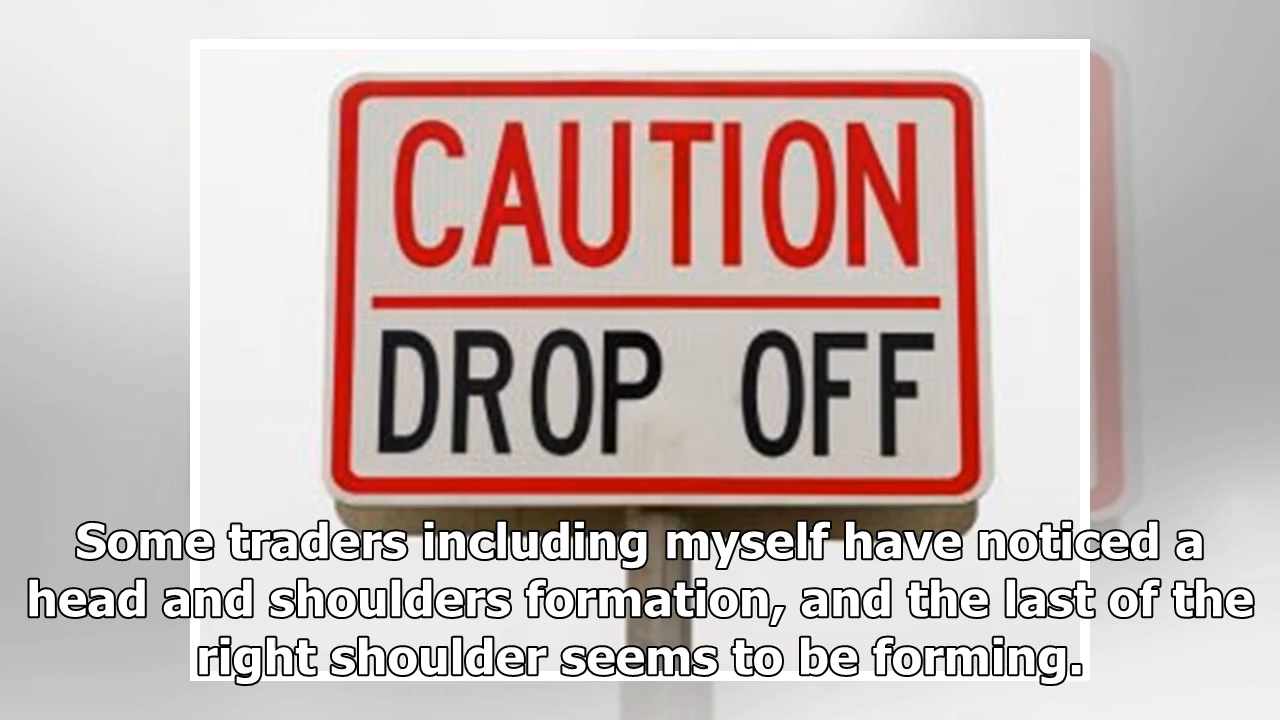 CAUTION
DROP OFF
Some traders including myself have noticed a
head and shoulders formation, and the last of the
right shoulder seems to be forming.